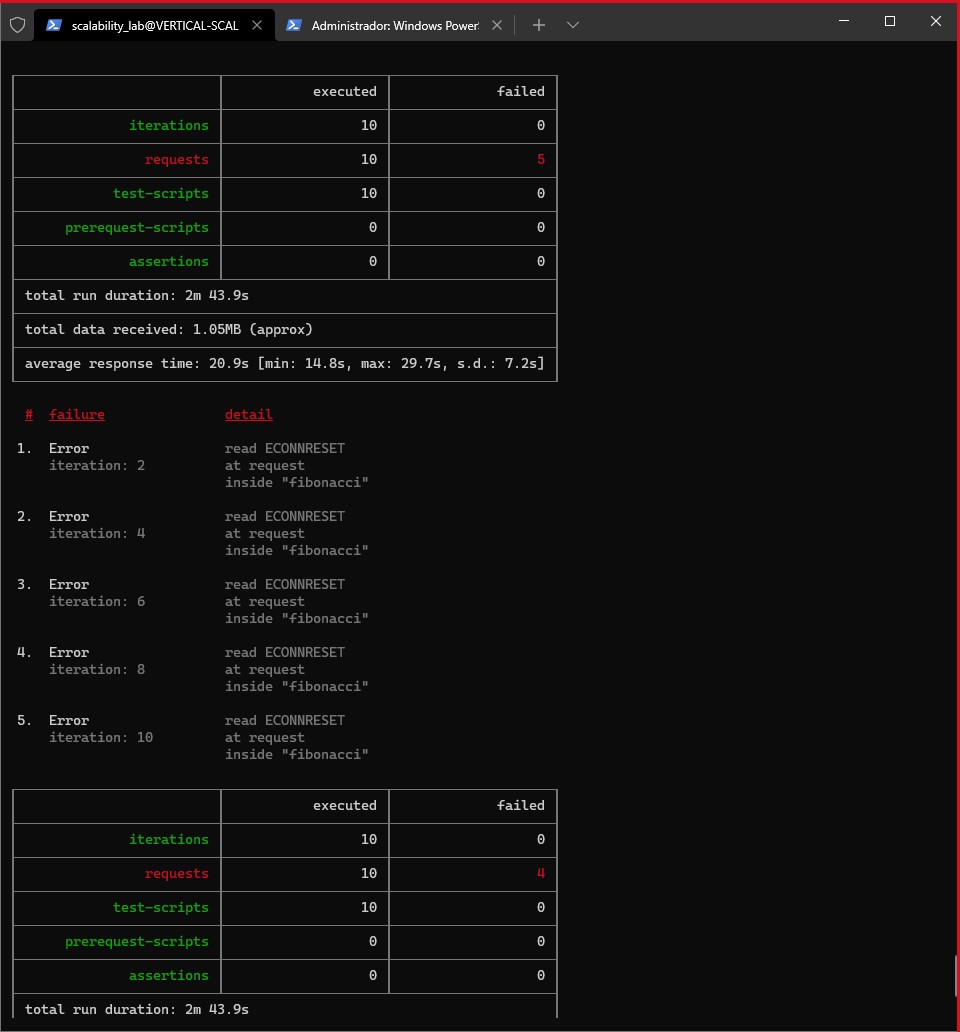 scalability_lab@VERTICAL-SCAL
Administrador: Windows Power
executed failed
iterations 10 0
requests 10 5
test-scripts 10 0
prerequest-scripts 0 0
assertions 0 0
total run duration: 2m 43.9s
total data received: 1.05MB (approx)
average response time: 20.9s [min: 14.8s, max: 29.7s, s.d.: 7.2s]
# failure detail
1. Error read ECONNRESET
iteration: 2 at request
inside "fibonacci"
2. Error read ECONNRESET
iteration: 4 at request
inside "fibonacci"
3. Error read ECONNRESET
iteration: 6 at request
inside "fibonacci"
4. Error read ECONNRESET
iteration: 8 at request
inside "fibonacci"
5. Error read ECONNRESET
iteration: 10 at request
inside "fibonacci"
executed failed
iterations 10 0
requests 10 4
test-scripts 10 0
prerequest-scripts 0 0
assertions 0 0
total run duration: 2m 43.9s